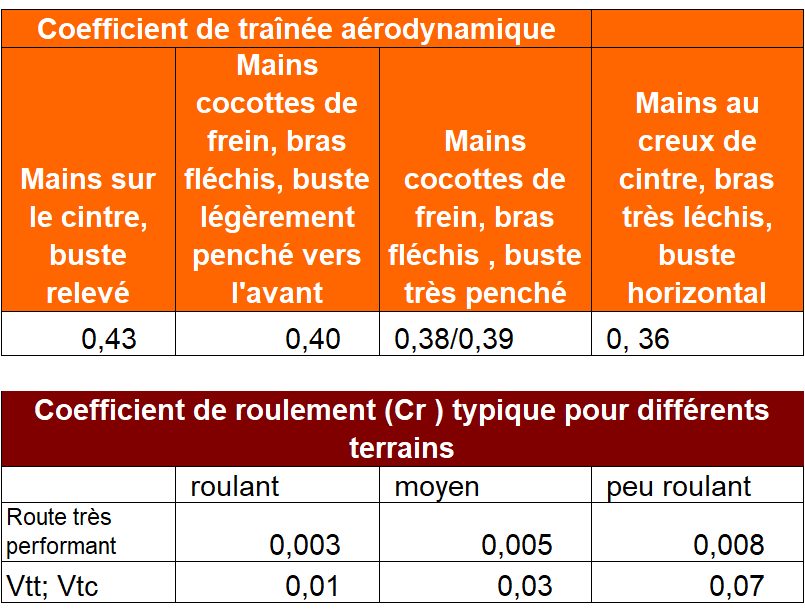 Coefficient de traînée aérodynamique
Mains sur
le cintre,
buste
relevé
Mains
cocottes de
frein, bras
fléchis, buste
légèrement
penché vers
l'avant
Mains
cocottes de
frein, bras
fléchis , buste
très penché
Mains au
creux de
cintre, bras
très léchis,
buste
horizontal
0,43
0,40
0,38/0,39
0, 36
Coefficient de roulement (Cr ) typique pour différents
terrains
roulant
moyen
peu roulant
Route très
performant
0,003
0,005
0,008
Vtt; Vtc
0,01
0,03
0,07